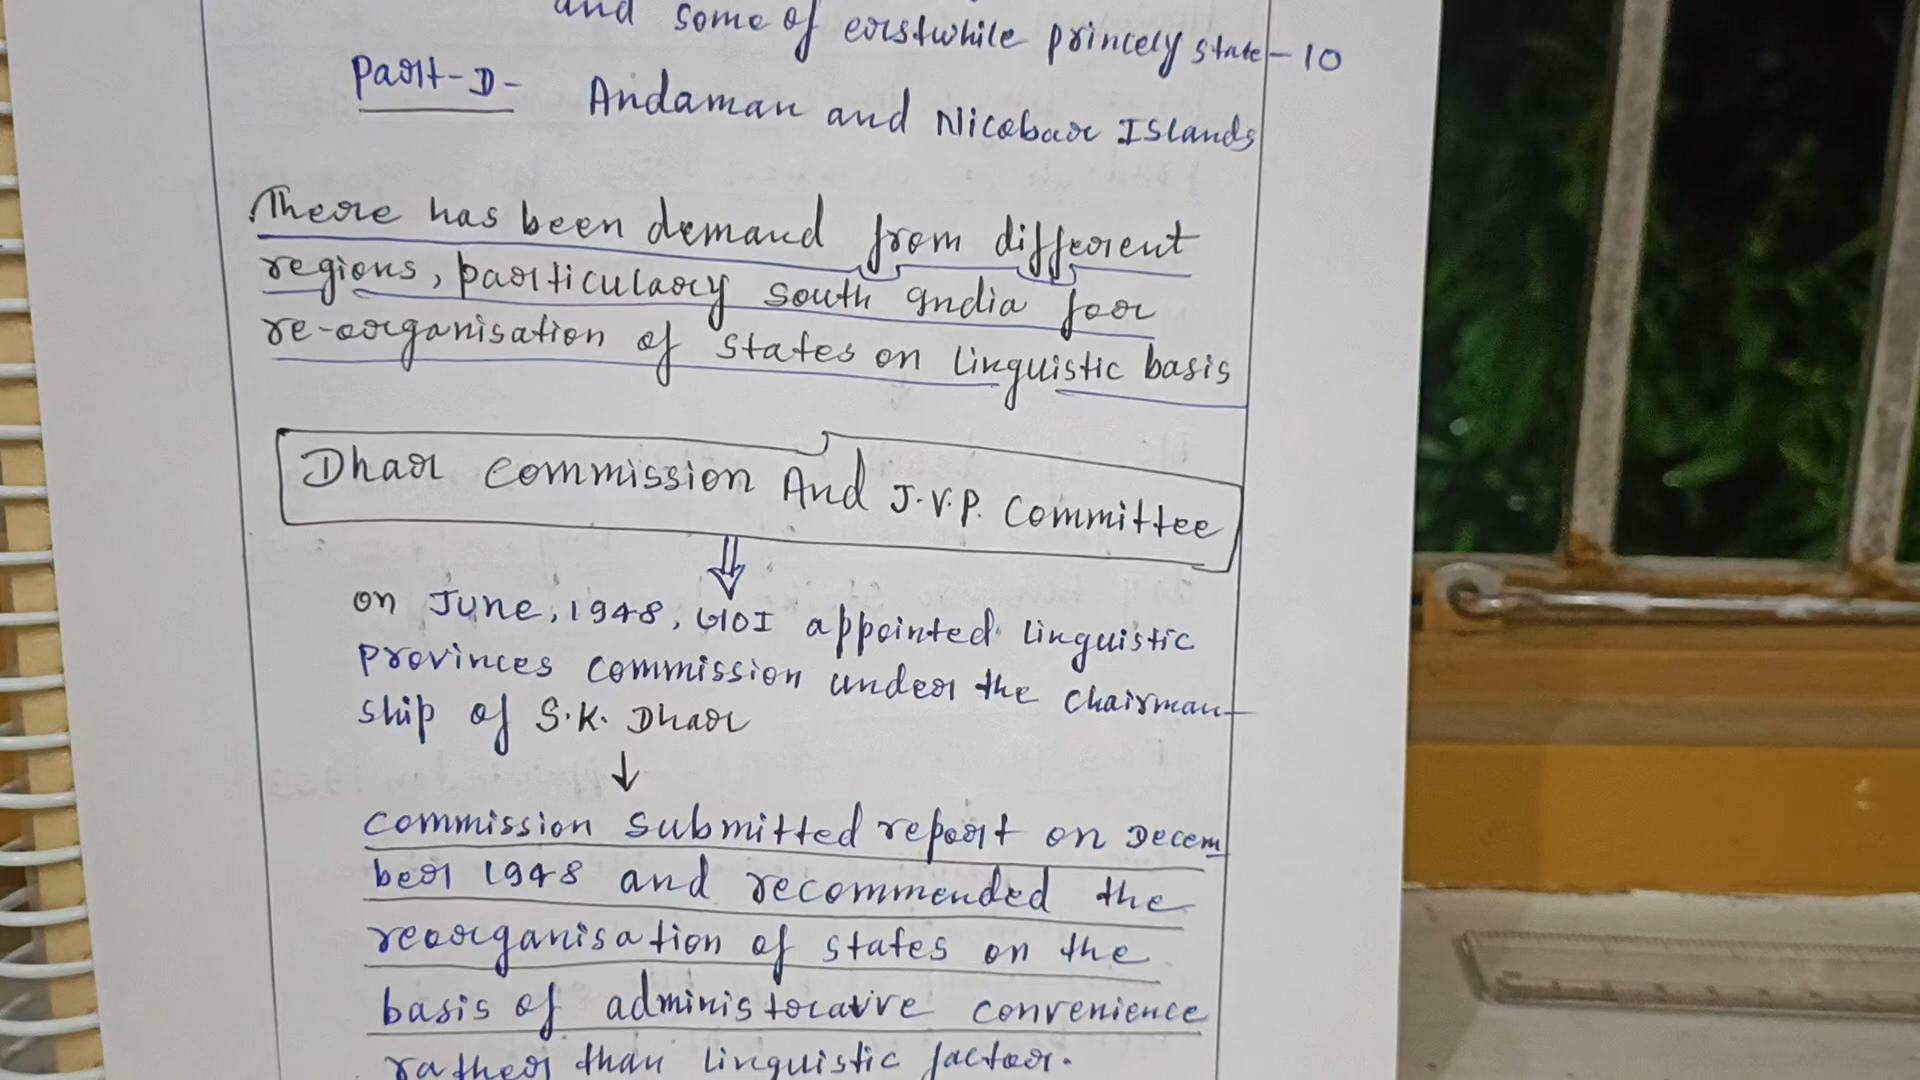 and some of erstwhile princely state - 10
Part-D- Andaman and Nicobar Islands
There has been demand from different
regions, particulary South India for
re-organisation of states on linguistic basis
Dhar Commission And J.V.P. Committee
on June, 1948, GOI appointed linguistic
provinces commission under the chairman-
ship of S.K. Dhar
commission submitted report on Decem
ber 1948 and recommended the
reorganisation of states on the
basis of administrative convenience
rather than linguistic factor.